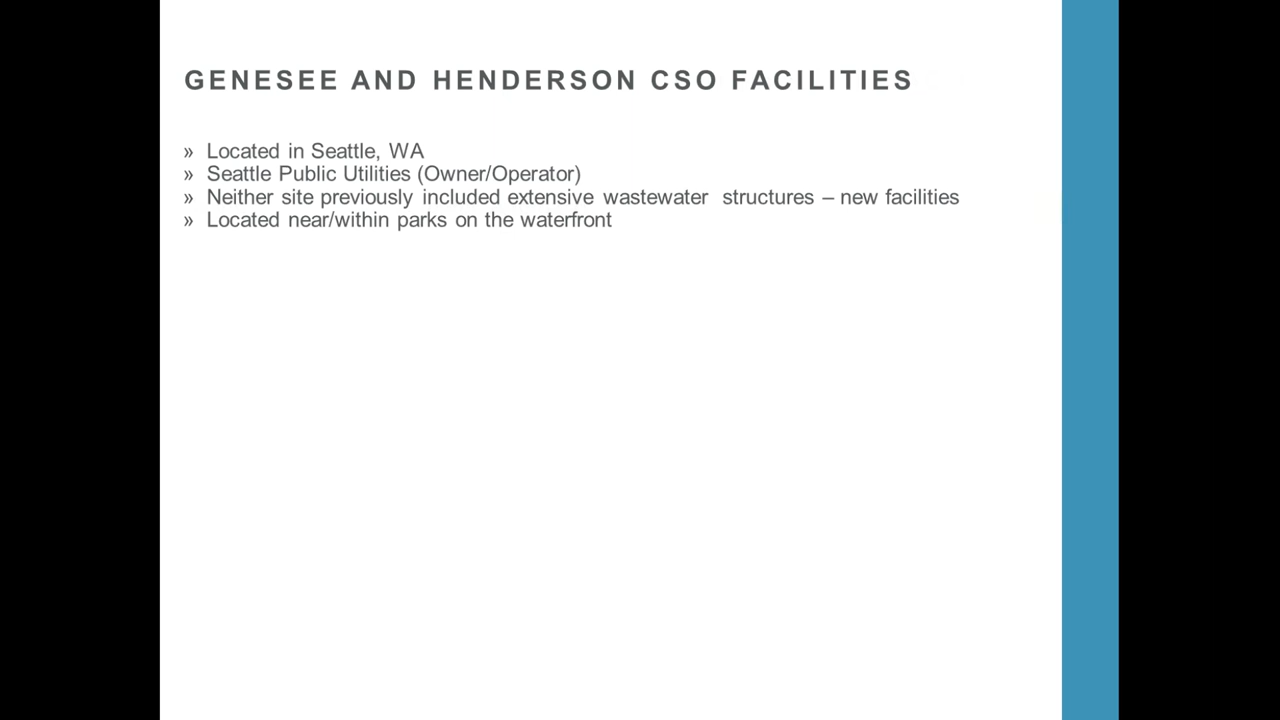 GENESEE AND HENDERSON CSO FACILITIES
» Located in Seattle, WA
» Seattle Public Utilities (Owner/Operator)
» Neither site previously included extensive wastewater structures – new facilities
» Located near/within parks on the waterfront